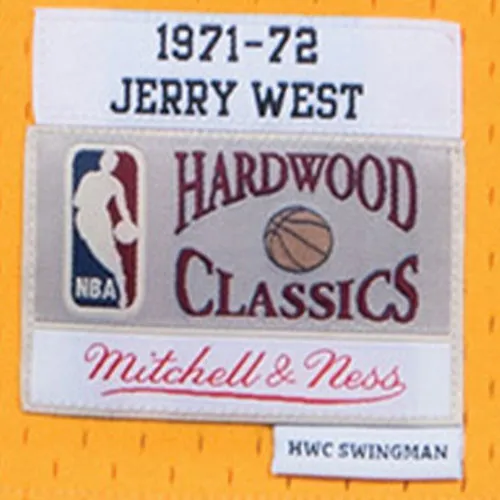 1971-72
JERRY WEST
HARDWOOD
CLASSICS
NBA
Mitchell & Ness
HWC SWINGMAN